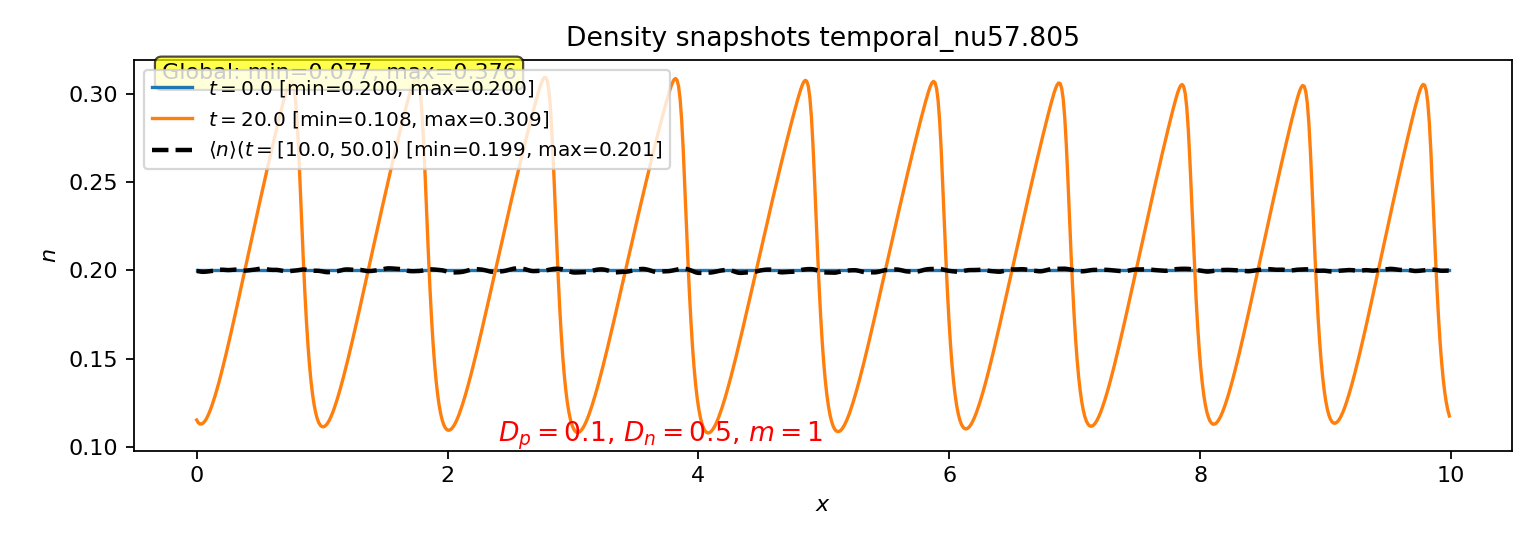 Density snapshots temporal_nu57.805
Global: min=0.077, max=0.376
t = 0.0 [min=0.200, max=0.200]
t = 20.0 [min=0.108, max=0.309]
⟨n⟩(t = [10.0, 50.0]) [min=0.199, max=0.201]
0.30
0.25
0.20
0.15
0.10
n
D_p = 0.1, D_n = 0.5, m = 1
0 2 4 6 8 10
x